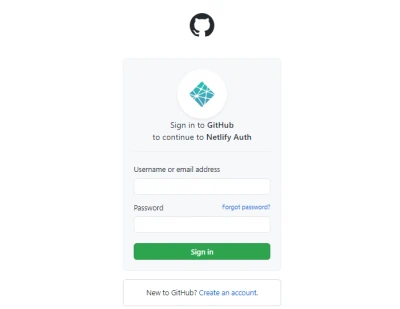 Sign in to GitHub
to continue to Netlify Auth
Username or email address
Password Forgot password?
Sign in
New to GitHub? Create an account.